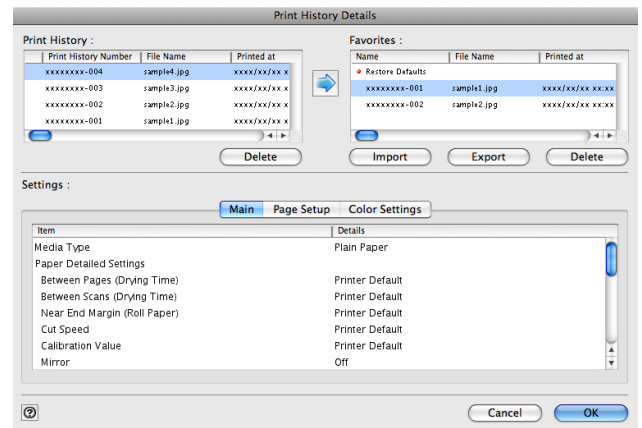 Print History Details
Print History : Favorites :
Print History Number File Name Printed at Name File Name Printed at
xxxxxxxx-004 sample4.jpg xxxx/xx/xx x Restore Defaults
xxxxxxxx-003 sample3.jpg xxxx/xx/xx x xxxxxxxx-001 sample1.jpg xxxx/xx/xx xx:xx
xxxxxxxx-002 sample2.jpg xxxx/xx/xx x xxxxxxxx-002 sample2.jpg xxxx/xx/xx xx:xx
xxxxxxxx-001 sample1.jpg xxxx/xx/xx x
Delete Import Export Delete
Settings :
Main Page Setup Color Settings
Item Details
Media Type Plain Paper
Paper Detailed Settings
Between Pages (Drying Time) Printer Default
Between Scans (Drying Time) Printer Default
Near End Margin (Roll Paper) Printer Default
Cut Speed Printer Default
Calibration Value Printer Default
Mirror Off
? Cancel OK